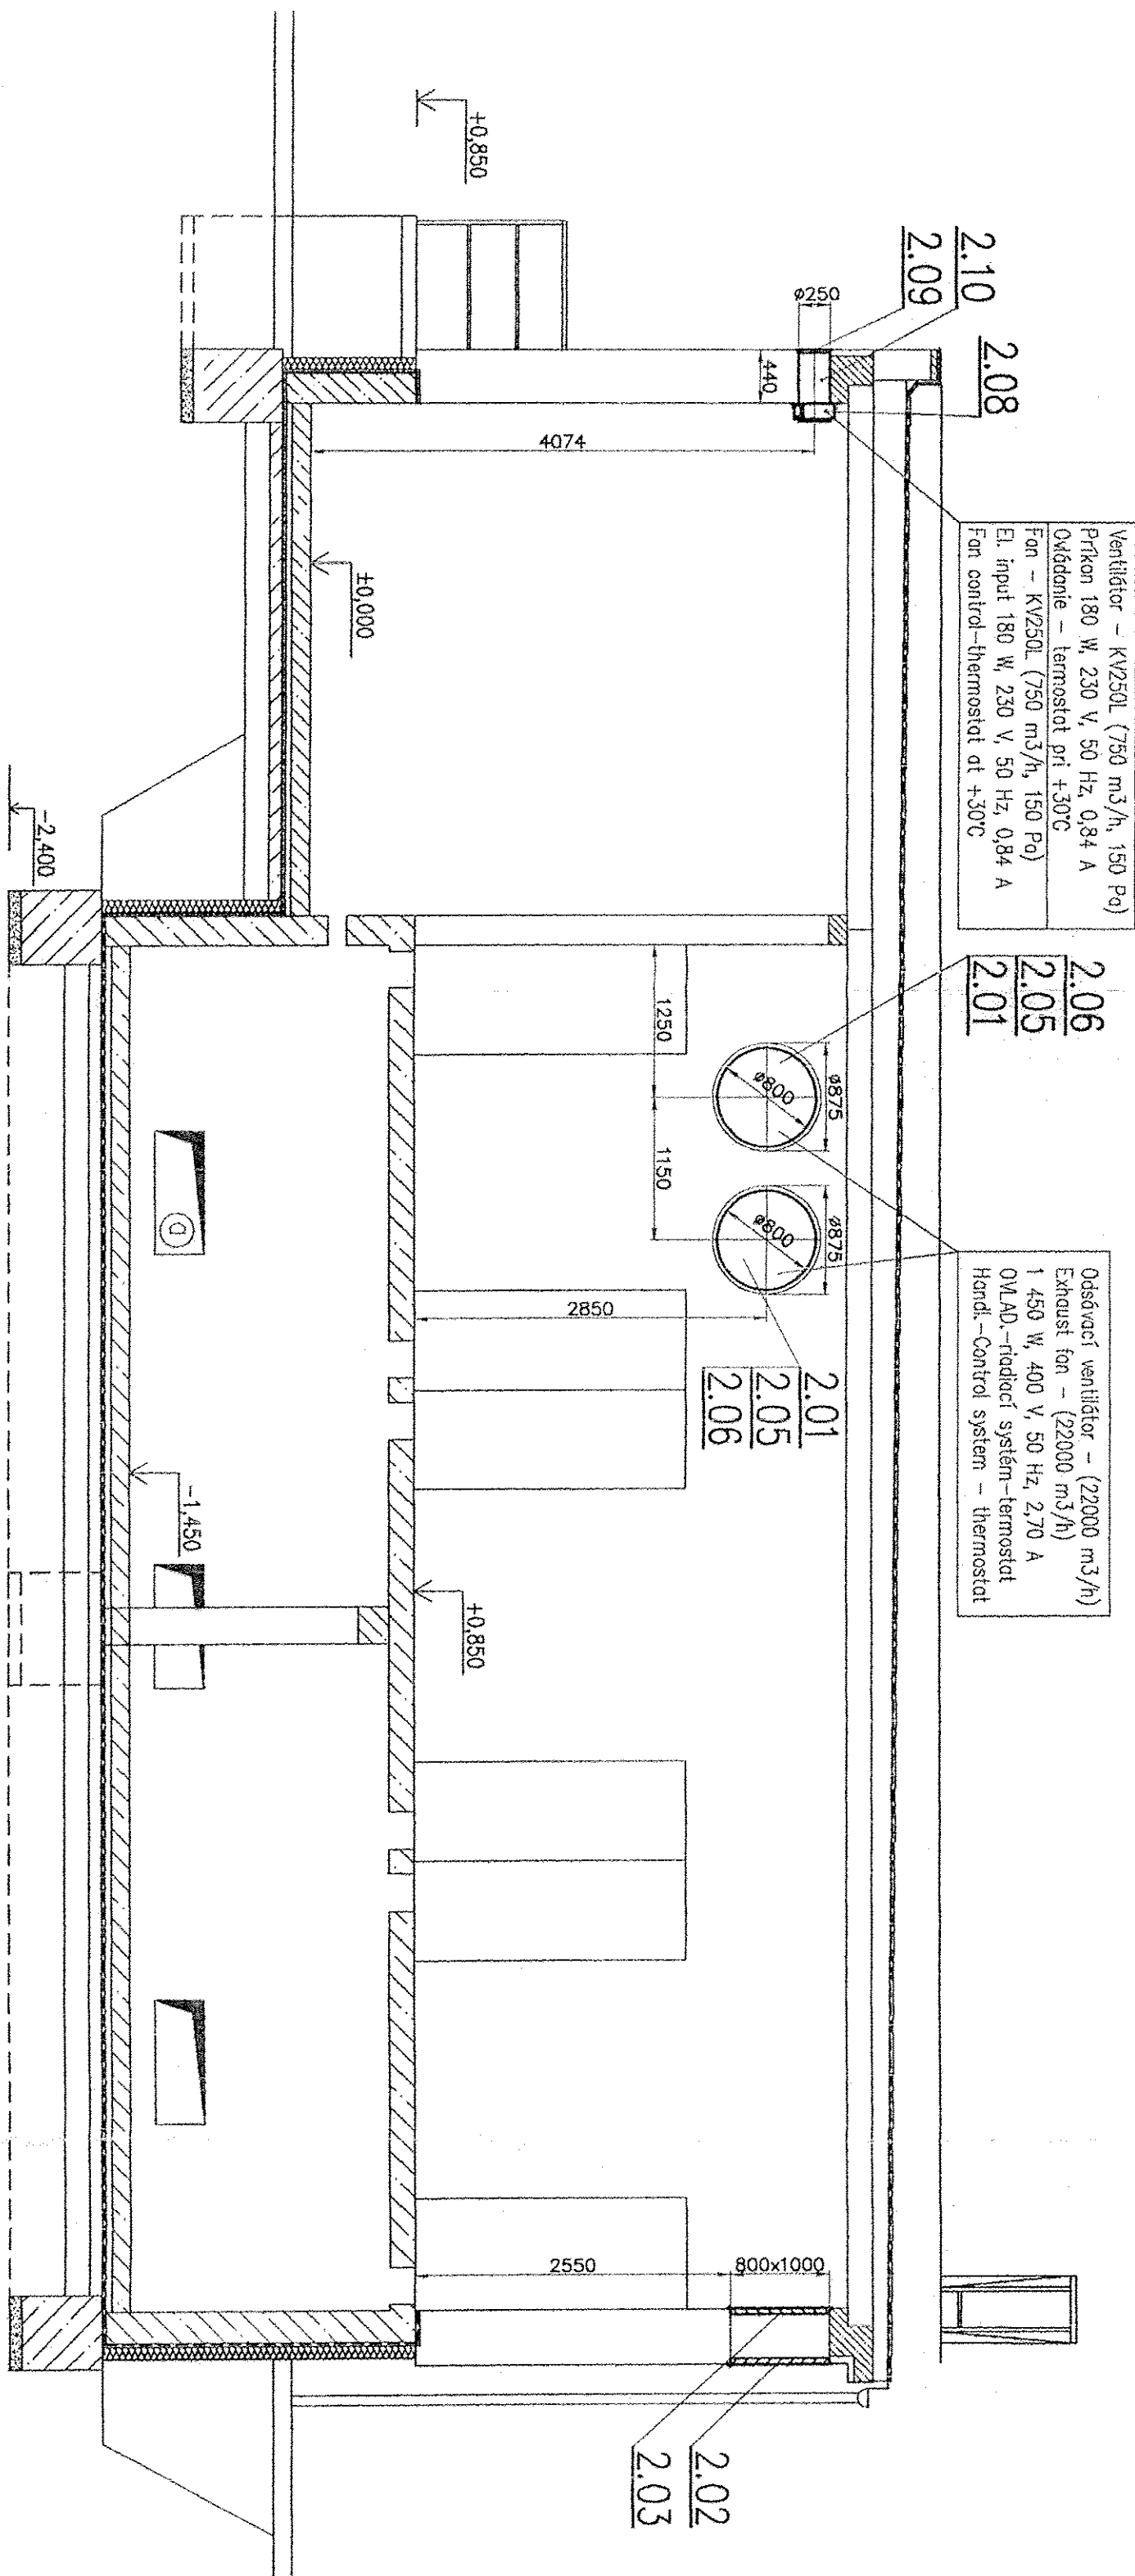 2.10
2.09
2.08
Ventilátor - KV250L (750 m3/h, 150 Pa)
Príkon 180 W, 230 V, 50 Hz, 0,84 A
Ovládanie - termostat pri +30°C
Fan - KV250L (750 m3/h, 150 Pa)
El. input 180 W, 230 V, 50 Hz, 0,84 A
Fan control-thermostat at +30°C
2.06
2.05
2.01
Odsávací ventilátor - (22000 m3/h)
Exhaust fan - (22000 m3/h)
1 450 W, 400 V, 50 Hz, 2,70 A
OVLAD.-riadiací systém-termostat
Handl.-Control system - thermostat
+0,850
ø250
440
4074
±0,000
-2,400
1250
1150
ø875
ø800
ø875
ø800
2850
2.01
2.05
2.06
D
-1,450
+0,850
2550
800x1000
2.02
2.03